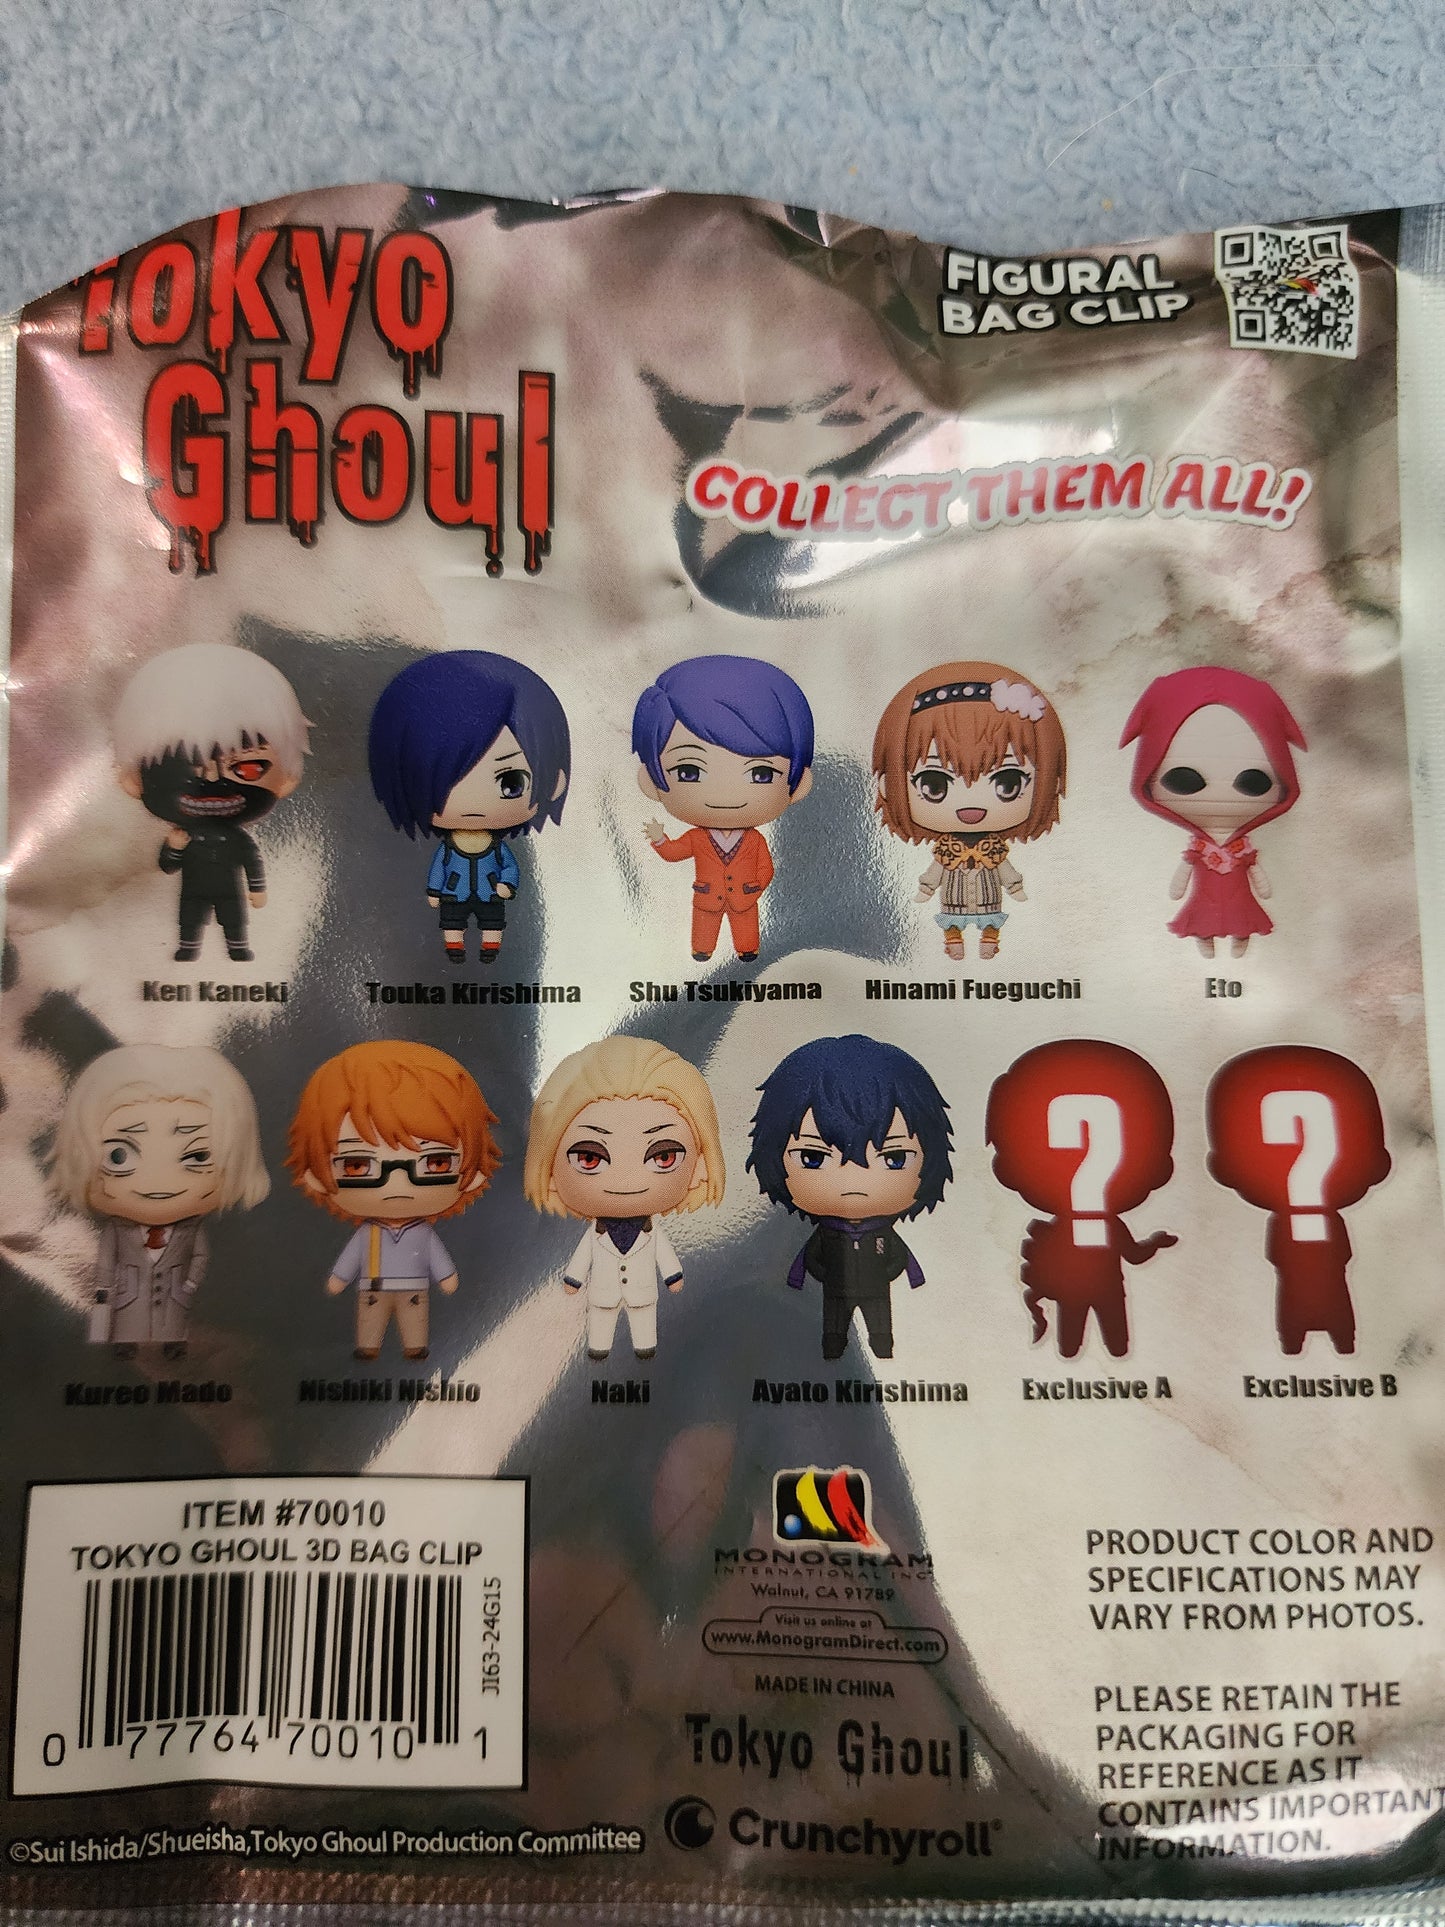 Tokyo
Ghoul
FIGURAL
BAG CLIP
COLLECT THEM ALL!
Ken Kaneki
Touka Kirishima
Shu Tsukiyama
Hinami Fueguchi
Eto
?
?
Kureo Mado
Nishiki Nishio
Naki
Ayato Kirishima
Exclusive A
Exclusive B
ITEM #70010
TOKYO GHOUL 3D BAG CLIP
JI63-24G15
0 77764 70010 1
MONOGRAM
INTERNATIONAL INC
Walnut, CA 91789
Visit us online at
www.MonogramDirect.com
MADE IN CHINA
Tokyo Ghoul
Crunchyroll®
PRODUCT COLOR AND
SPECIFICATIONS MAY
VARY FROM PHOTOS.
PLEASE RETAIN THE
PACKAGING FOR
REFERENCE AS IT
CONTAINS IMPORTANT
INFORMATION.
©Sui Ishida/Shueisha,Tokyo Ghoul Production Committee